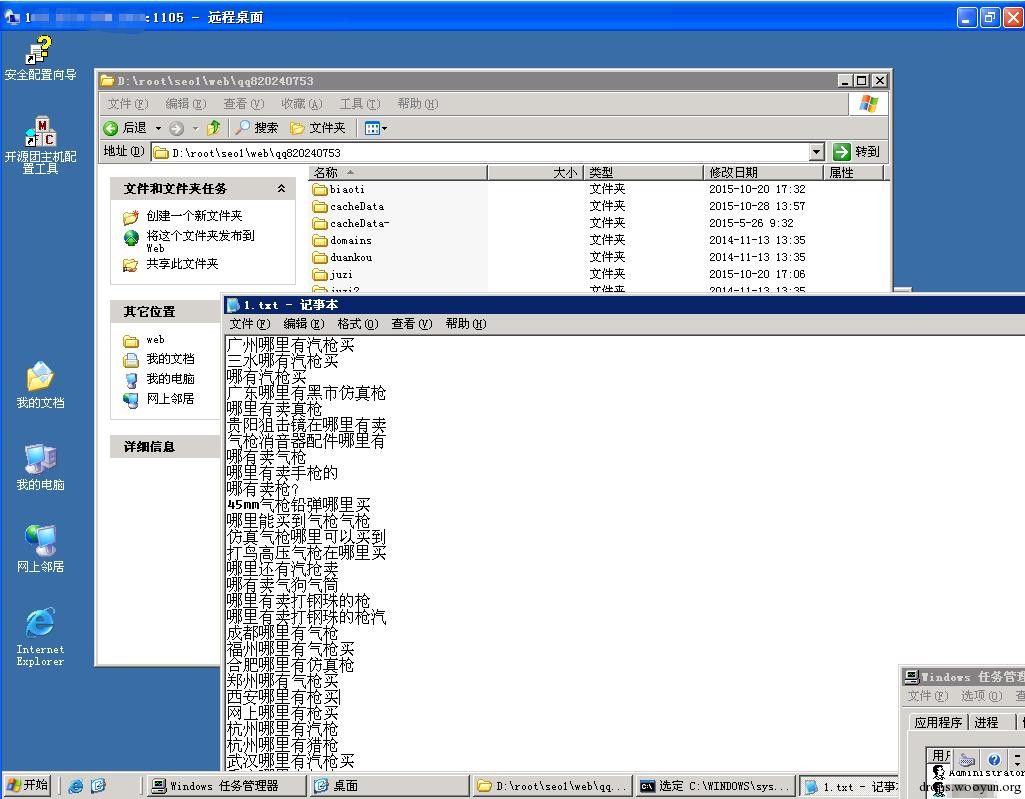 :1105 - 远程桌面
安全配置向导
开源团主机配
置工具
我的文档
我的电脑
网上邻居
Internet
Explorer
D:\root\seo1\web\qq820240753
文件(F) 编辑(E) 查看(V) 收藏(A) 工具(T) 帮助(H)
后退 搜索 文件夹
地址(D) D:\root\seo1\web\qq820240753 转到
文件和文件夹任务
创建一个新文件夹
将这个文件夹发布到
Web
共享此文件夹
其它位置
web
我的文档
我的电脑
网上邻居
详细信息
名称 大小 类型 修改日期 属性
biaoti 文件夹 2015-10-20 17:32
cacheData 文件夹 2015-10-28 13:57
cacheData- 文件夹 2015-5-26 9:32
domains 文件夹 2014-11-13 13:35
duankou 文件夹 2014-11-13 13:35
juzi 文件夹 2015-10-20 17:06
juzi2 文件夹 2014-11-13 13:35
1.txt - 记事本
文件(F) 编辑(E) 格式(O) 查看(V) 帮助(H)
广州哪里有汽枪买
三水哪有汽枪买
哪有汽枪买
广东哪里有黑市仿真枪
哪里有卖真枪
贵阳狙击镜在哪里有卖
气枪消音器配件哪里有
哪有卖气枪
哪里有卖手枪的
哪有卖枪?
45mm气枪铅弹哪里买
哪里能买到气枪气枪
仿真气枪哪里可以买到
打鸟高压气枪在哪里买
哪里还有汽抢卖
哪有卖气狗气筒
哪里有卖打钢珠的枪
哪里有卖打钢珠的枪汽
成都哪里有气枪
福州哪里有气枪买
合肥哪里有仿真枪
郑州哪有气枪买
西安哪里有枪买
网上哪里有枪买
杭州哪里有汽枪
杭州哪里有猎枪
武汉哪里有汽枪买
Windows 任务管理
文件(F) 选项(O)
应用程序 进程
Administrator
drops.wooyun.org
开始
Windows 任务管理器
桌面
D:\root\seo1\web\qq...
选定 C:\WINDOWS\sys...
1.txt - 记事